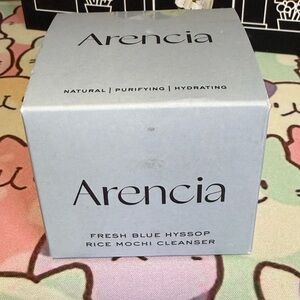 Arencia
NATURAL | PURIFYING | HYDRATING
Arencia
FRESH BLUE HYSSOP
RICE MOCHI CLEANSER